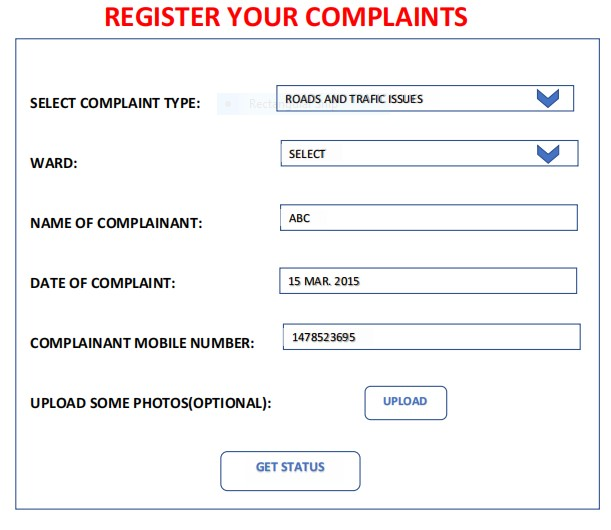 REGISTER YOUR COMPLAINTS
SELECT COMPLAINT TYPE: ROADS AND TRAFIC ISSUES
WARD: SELECT
NAME OF COMPLAINANT: ABC
DATE OF COMPLAINT: 15 MAR. 2015
COMPLAINANT MOBILE NUMBER: 1478523695
UPLOAD SOME PHOTOS(OPTIONAL): UPLOAD
GET STATUS